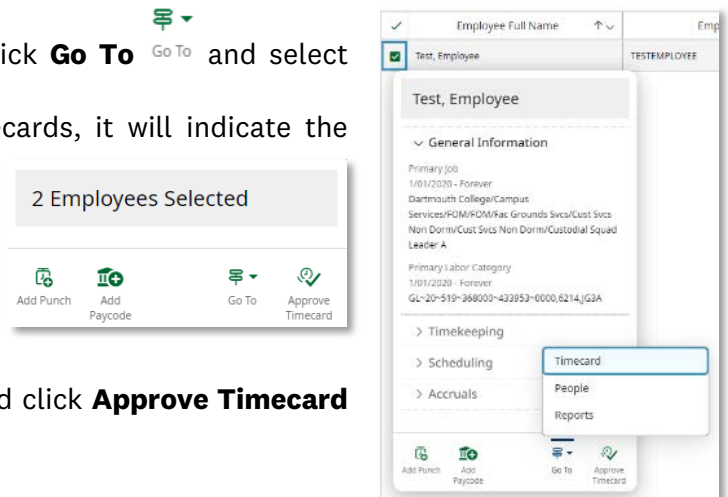 ick Go To Go To and select
ecards, it will indicate the
2 Employees Selected
Add Punch
Add Paycode
Go To
Approve Timecard
d click Approve Timecard
Employee Full Name
Emp
Test, Employee
TESTEMPLOYEE
Test, Employee
General Information
Primary Job
1/01/2020 - Forever
Dartmouth College/Campus
Services/FOM/FOM/Fac Grounds Svcs/Cust Svcs
Non Dorm/Cust Svcs Non Dorm/Custodial Squad
Leader A
Primary Labor Category
1/01/2020 - Forever
GL~20~519~368000~433953~0000,6214,JG3A
Timekeeping
Scheduling
Accruals
Timecard
People
Reports
Add Punch
Add
Paycode
Go To
Approve
Timecard